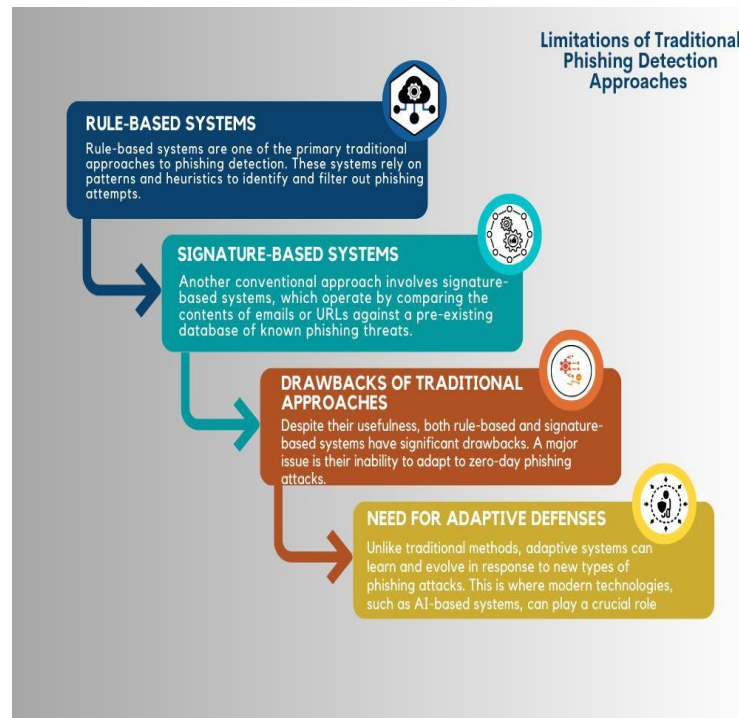 Limitations of Traditional
Phishing Detection
Approaches
RULE-BASED SYSTEMS
Rule-based systems are one of the primary traditional
approaches to phishing detection. These systems rely on
patterns and heuristics to identify and filter out phishing
attempts.
SIGNATURE-BASED SYSTEMS
Another conventional approach involves signature-
based systems, which operate by comparing the
contents of emails or URLs against a pre-existing
database of known phishing threats.
DRAWBACKS OF TRADITIONAL
APPROACHES
Despite their usefulness, both rule-based and signature-
based systems have significant drawbacks. A major
issue is their inability to adapt to zero-day phishing
attacks.
NEED FOR ADAPTIVE DEFENSES
Unlike traditional methods, adaptive systems can
learn and evolve in response to new types of
phishing attacks. This is where modern technologies,
such as AI-based systems, can play a crucial role